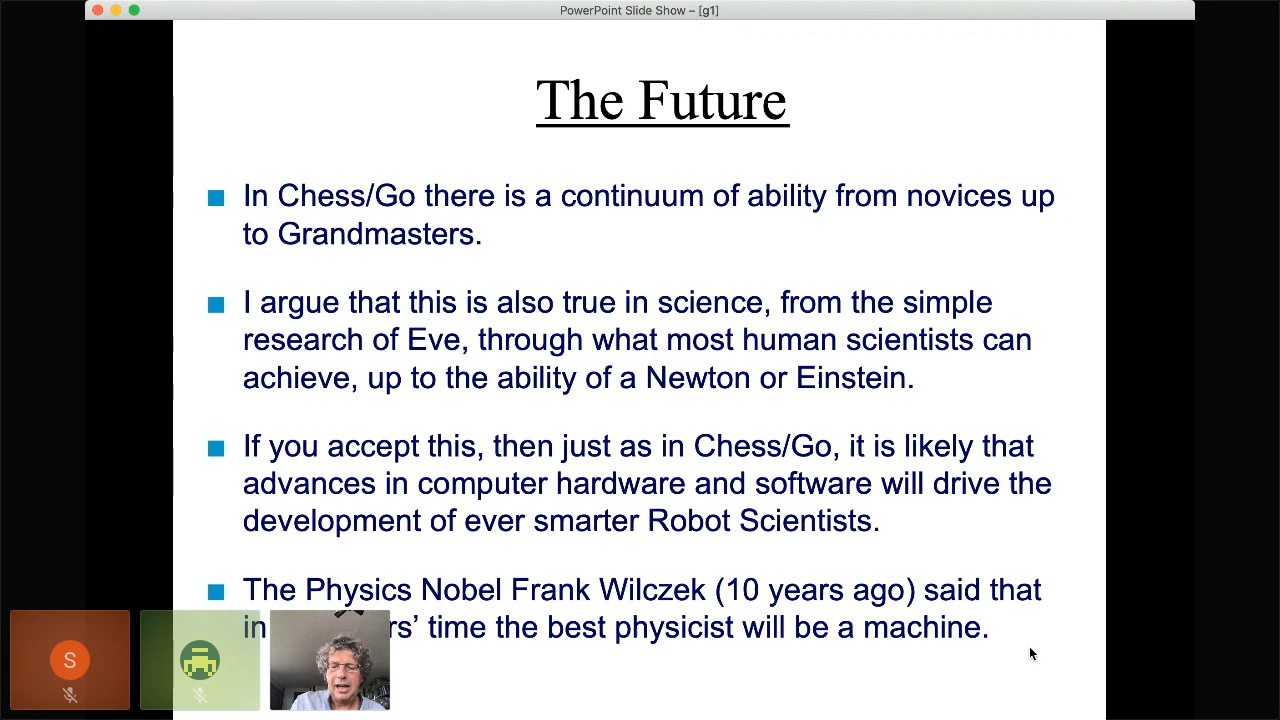 PowerPoint Slide Show – [g1]
The Future
In Chess/Go there is a continuum of ability from novices up
to Grandmasters.
I argue that this is also true in science, from the simple
research of Eve, through what most human scientists can
achieve, up to the ability of a Newton or Einstein.
If you accept this, then just as in Chess/Go, it is likely that
advances in computer hardware and software will drive the
development of ever smarter Robot Scientists.
The Physics Nobel Frank Wilczek (10 years ago) said that
in time the best physicist will be a machine.
S